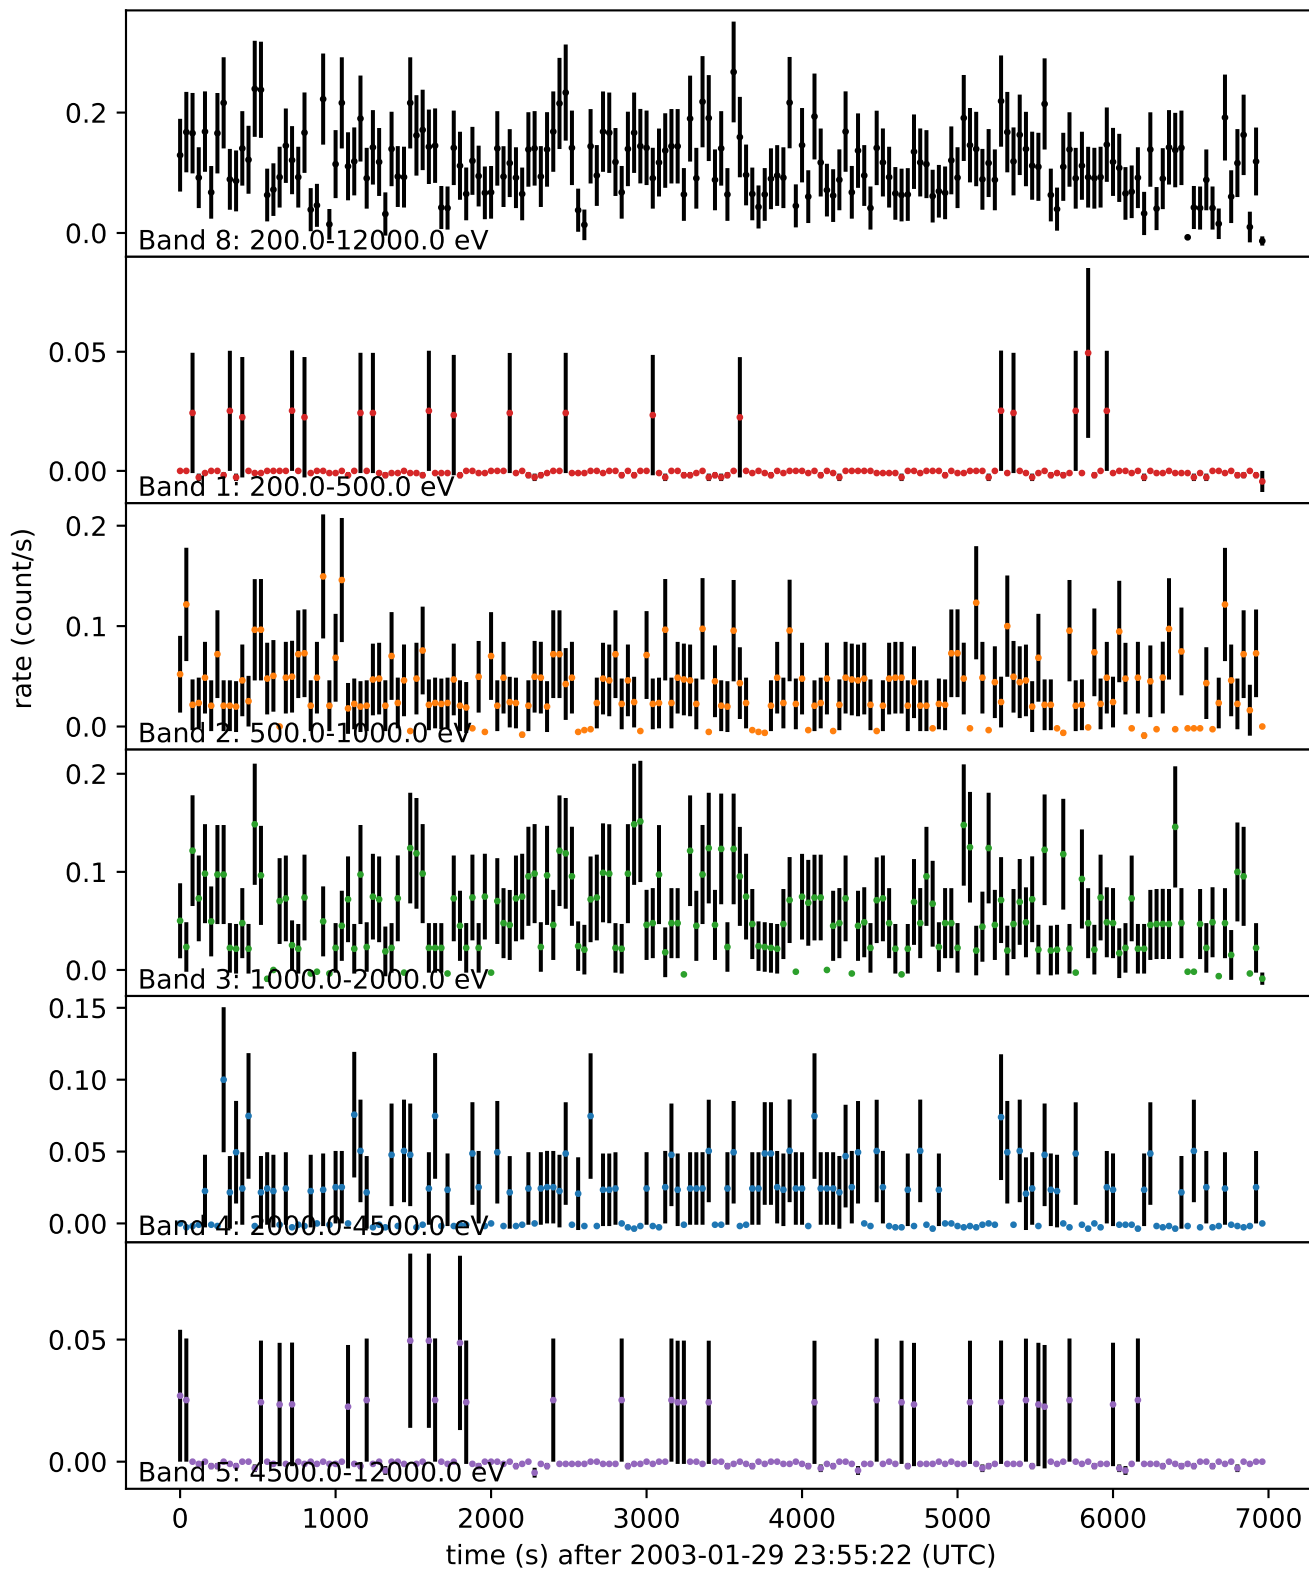 0.2
0.0
Band 8: 200.0-12000.0 eV
0.05
0.00
Band 1: 200.0-500.0 eV
rate (count/s)
0.2
0.1
0.0
Band 2: 500.0-1000.0 eV
0.2
0.1
0.0
Band 3: 1000.0-2000.0 eV
0.15
0.10
0.05
0.00
Band 4: 2000.0-4500.0 eV
0.05
0.00
Band 5: 4500.0-12000.0 eV
0 1000 2000 3000 4000 5000 6000 7000
time (s) after 2003-01-29 23:55:22 (UTC)